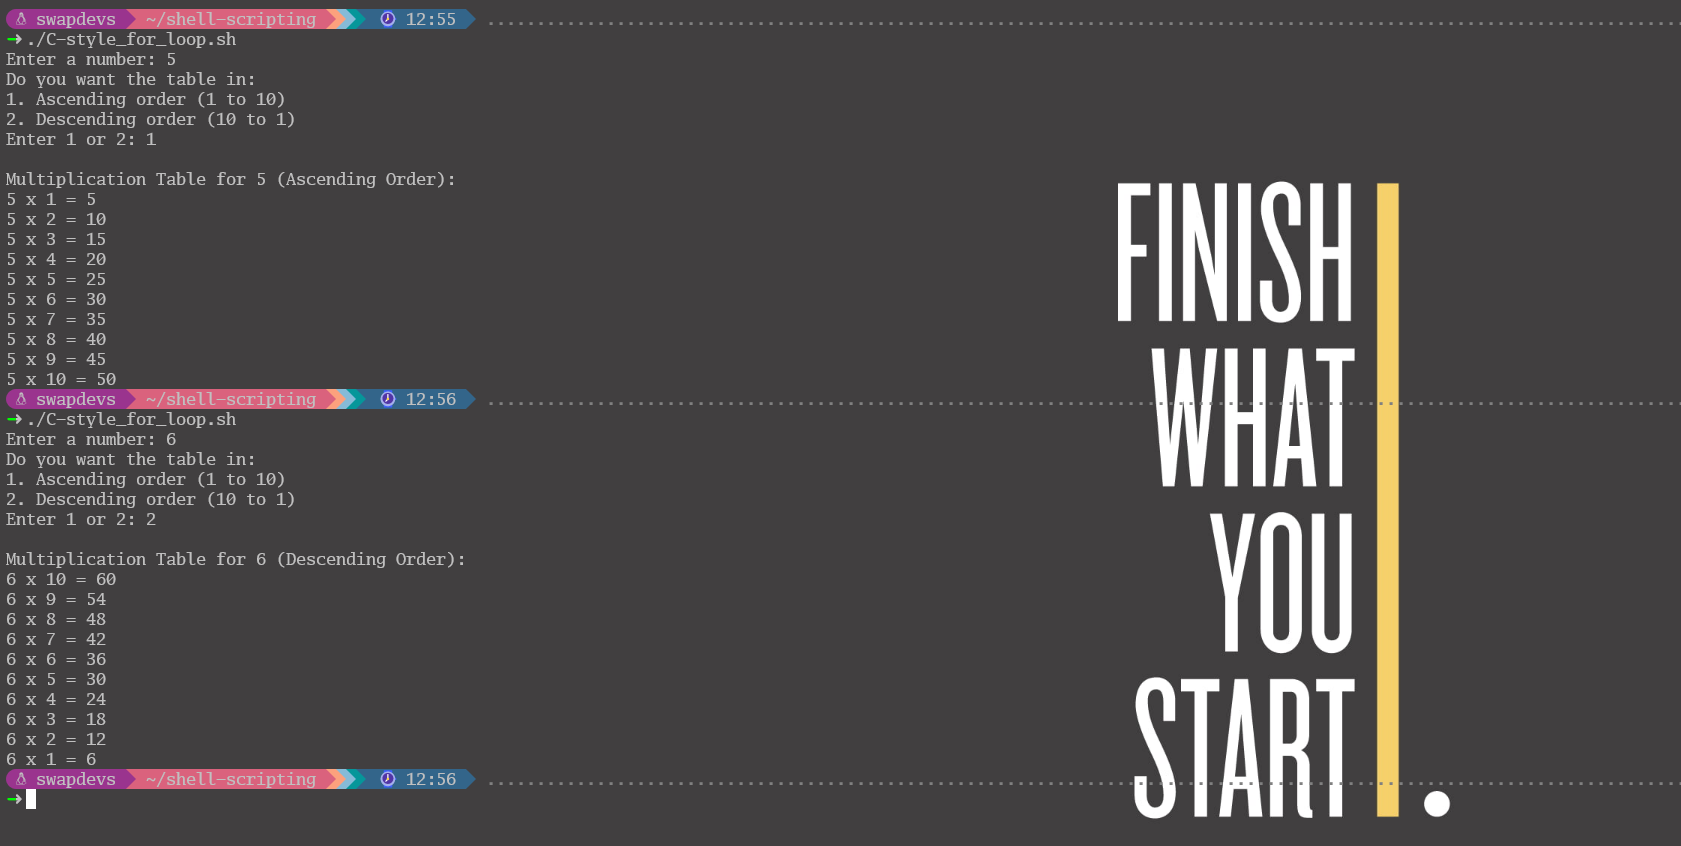 swapdevs ~/shell-scripting 12:55
➜ ./C-style_for_loop.sh
Enter a number: 5
Do you want the table in:
1. Ascending order (1 to 10)
2. Descending order (10 to 1)
Enter 1 or 2: 1
Multiplication Table for 5 (Ascending Order):
5 x 1 = 5
5 x 2 = 10
5 x 3 = 15
5 x 4 = 20
5 x 5 = 25
5 x 6 = 30
5 x 7 = 35
5 x 8 = 40
5 x 9 = 45
5 x 10 = 50
swapdevs ~/shell-scripting 12:56
➜ ./C-style_for_loop.sh
Enter a number: 6
Do you want the table in:
1. Ascending order (1 to 10)
2. Descending order (10 to 1)
Enter 1 or 2: 2
Multiplication Table for 6 (Descending Order):
6 x 10 = 60
6 x 9 = 54
6 x 8 = 48
6 x 7 = 42
6 x 6 = 36
6 x 5 = 30
6 x 4 = 24
6 x 3 = 18
6 x 2 = 12
6 x 1 = 6
swapdevs ~/shell-scripting 12:56
➜
FINISH
WHAT
YOU
START.